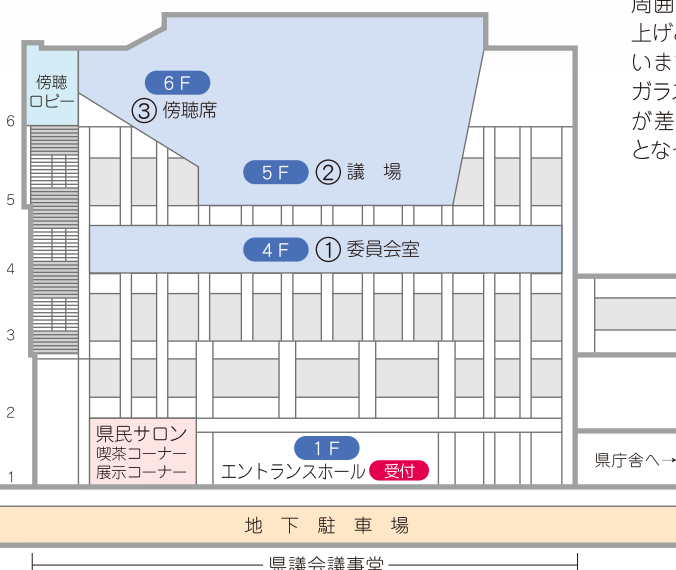 周囲
上げ
いま
ガラス
が差
とな
傍聴
ロビー
6F
③ 傍聴席
5F ② 議 場
4F ① 委員会室
6
5
4
3
2
1
県民サロン
喫茶コーナー
展示コーナー
1F
エントランスホール 受付
県庁舎へ→
地下駐車場
県議会議事堂